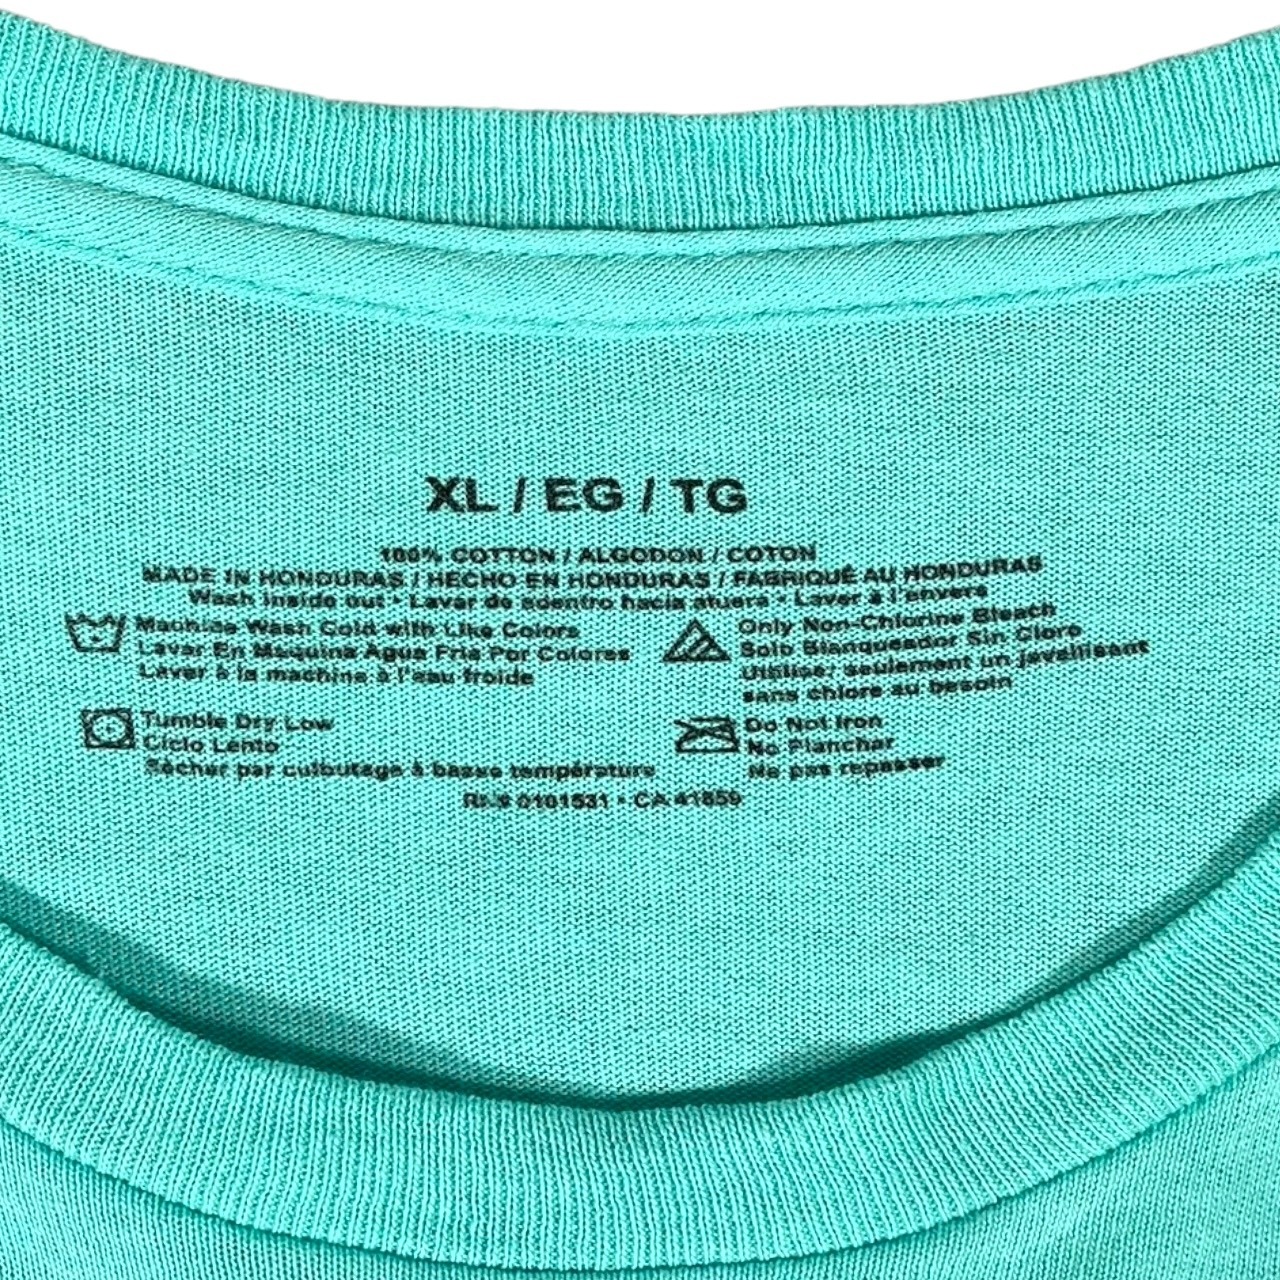 XL / EG / TG
100% COTTON / ALGODON / COTON
MADE IN HONDURAS / HECHO EN HONDURAS / FABRIQUÉ AU HONDURAS
Wash inside out • Lavar de adentro hacia afuera • Laver à l'envers
Machine Wash Cold with Like Colors
Lavar En Maquina Agua Fria Por Colores
Laver à la machine à l'eau froide
Only Non-Chlorine Bleach
Solo Blanqueador Sin Cloro
Utiliser seulement un javellisant
sans chlore au besoin
Tumble Dry Low
Ciclo Lento
Sécher par culbutage à basse température
Do Not Iron
No Planchar
Ne pas repasser
RN# 0101531 • CA 41859